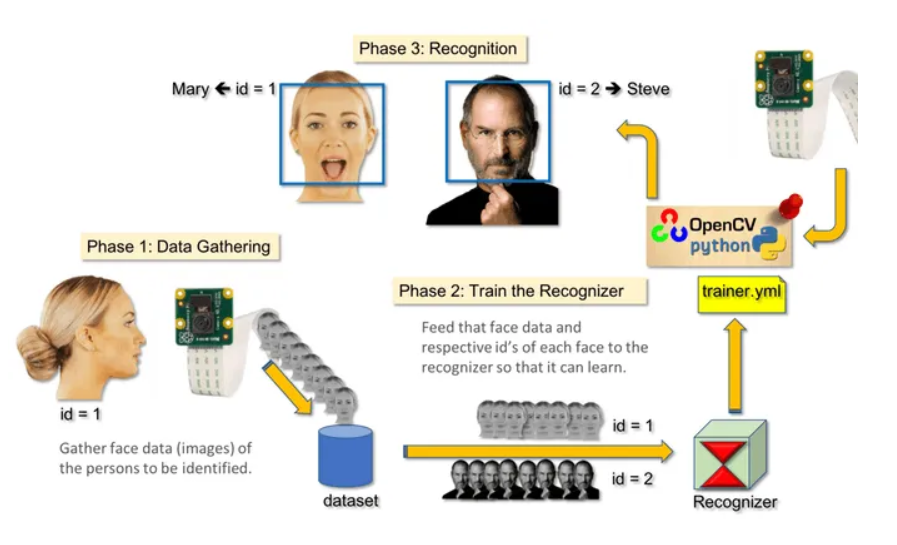 Phase 3: Recognition
Mary ← id = 1
id = 2 → Steve
OpenCV
python
trainer.yml
Phase 1: Data Gathering
id = 1
Gather face data (images) of
the persons to be identified.
dataset
Phase 2: Train the Recognizer
Feed that face data and
respective id's of each face to the
recognizer so that it can learn.
id = 1
id = 2
Recognizer